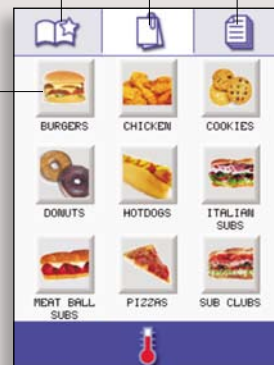 BURGERS
CHICKEN
COOKIES
DONUTS
HOTDOGS
ITALIAN
SUBS
MEAT BALL
SUBS
PIZZAS
SUB CLUBS